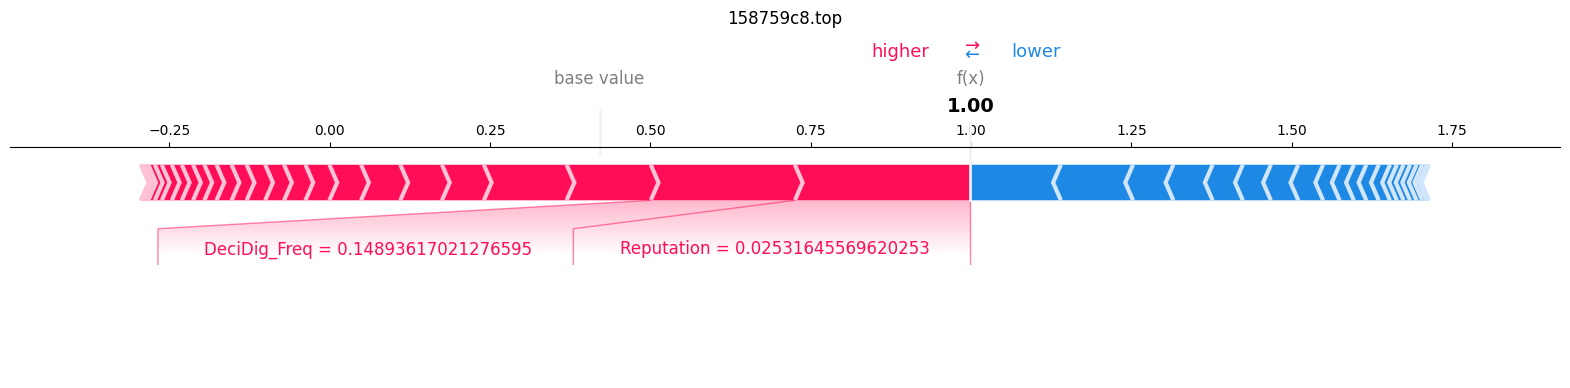 158759c8.top
higher → ← lower
base value f(x)
1.00
−0.25 0.00 0.25 0.50 0.75 1.00 1.25 1.50 1.75
DeciDig_Freq = 0.14893617021276595 Reputation = 0.02531645569620253